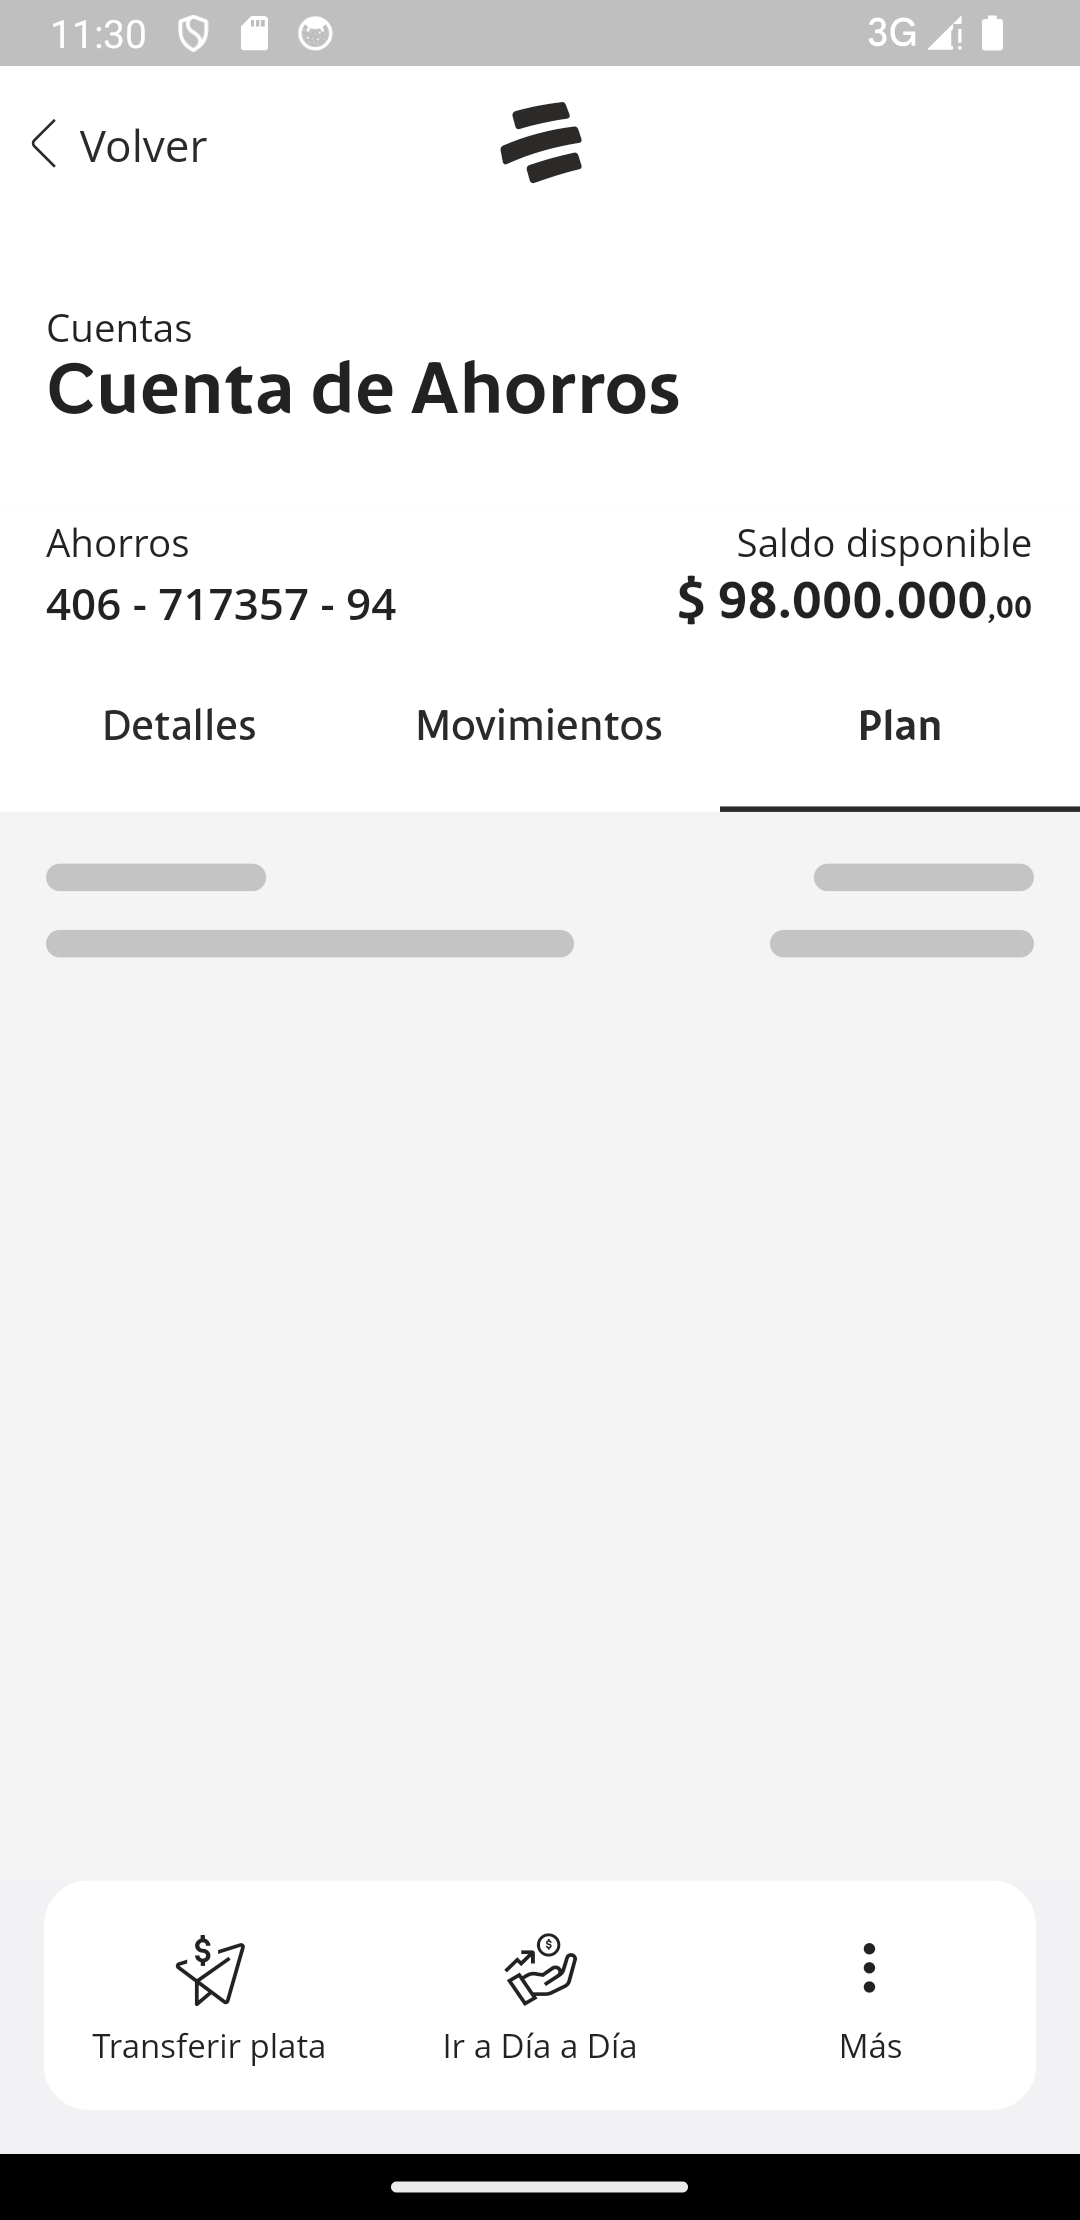 11:30
3G
Volver
Cuentas
Cuenta de Ahorros
Ahorros
Saldo disponible
406 - 717357 - 94
$ 98.000.000,00
Detalles
Movimientos
Plan
Transferir plata
Ir a Día a Día
Más